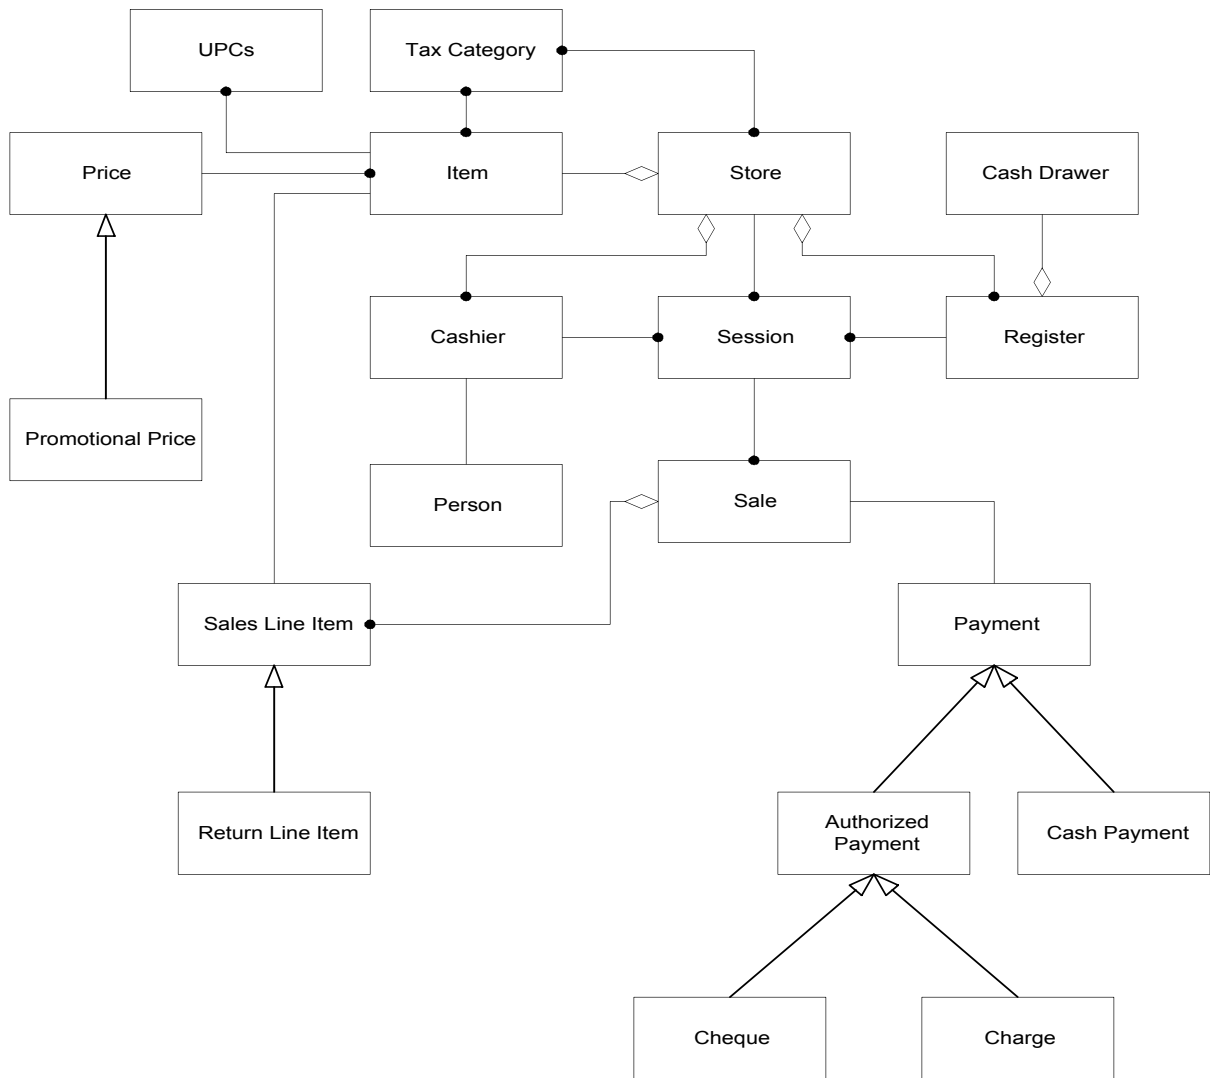 UPCs
Tax Category
Price
Item
Store
Cash Drawer
Cashier
Session
Register
Promotional Price
Person
Sale
Sales Line Item
Payment
Return Line Item
Authorized
Payment
Cash Payment
Cheque
Charge